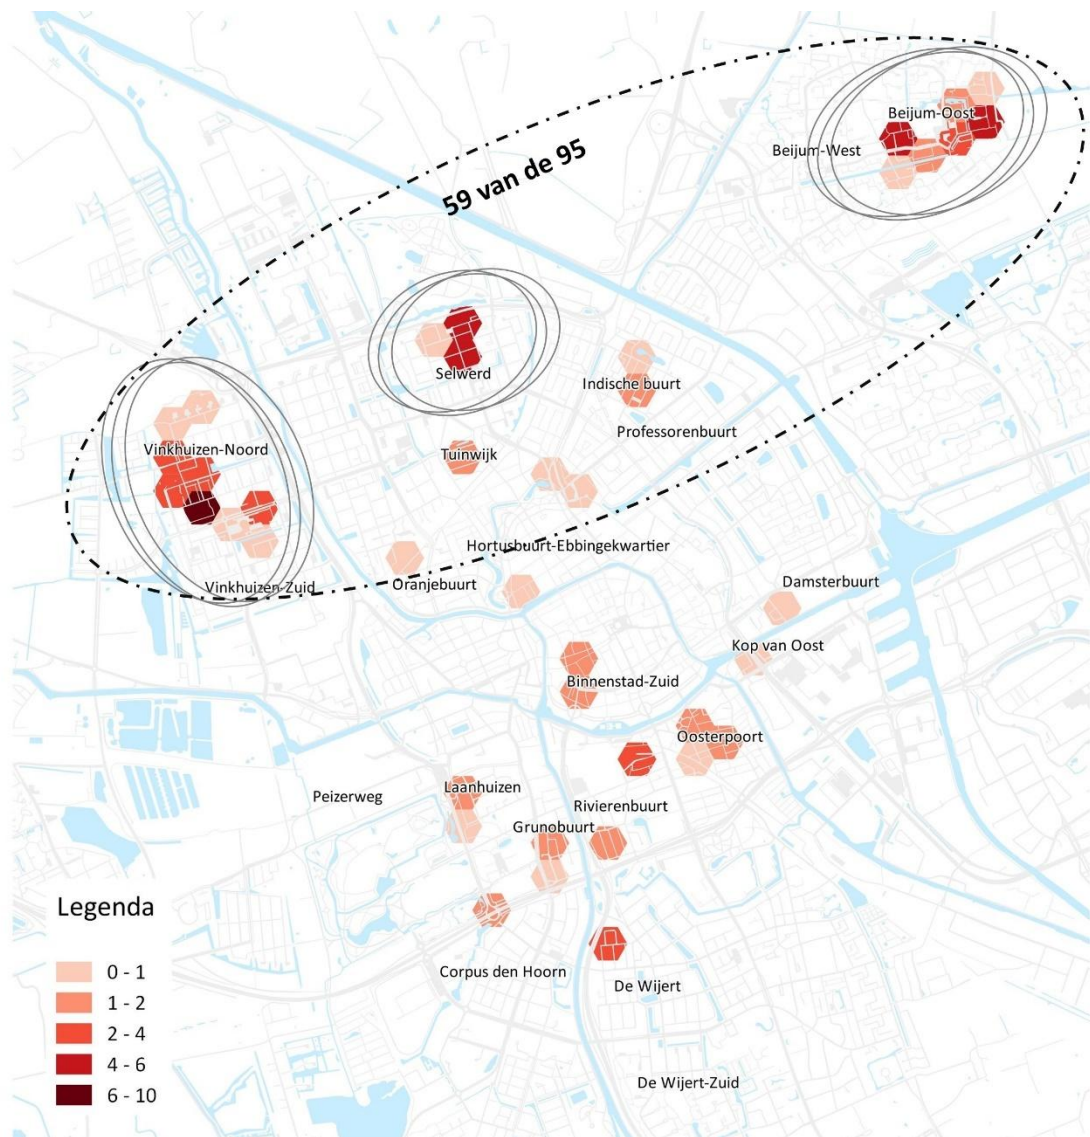 Beijum-Oost
Beijum-West
59 van de 95
Selwerd
Indische buurt
Professorenbuurt
Vinkhuizen-Noord
Tuinwijk
Hortusbuurt-Ebbingekwartier
Vinkhuizen-Zuid
Oranjebuurt
Damsterbuurt
Kop van Oost
Binnenstad-Zuid
Oosterpoort
Laanhuizen
Peizerweg
Rivierenbuurt
Grunobuurt
Corpus den Hoorn
De Wijert
De Wijert-Zuid
Legenda
0 - 1
1 - 2
2 - 4
4 - 6
6 - 10